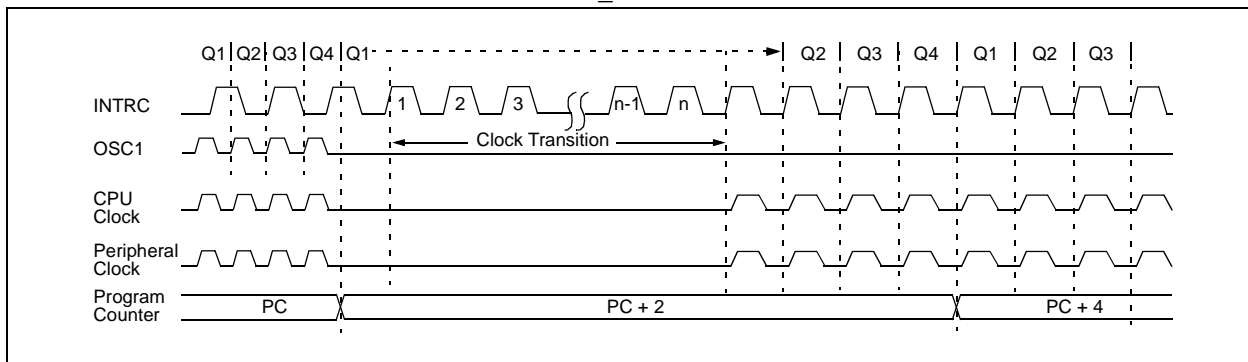 Q1 Q2 Q3 Q4 Q1 Q2 Q3 Q4 Q1 Q2 Q3
INTRC 1 2 3 n-1 n
Clock Transition
OSC1
CPU
Clock
Peripheral
Clock
Program
Counter
PC PC + 2 PC + 4